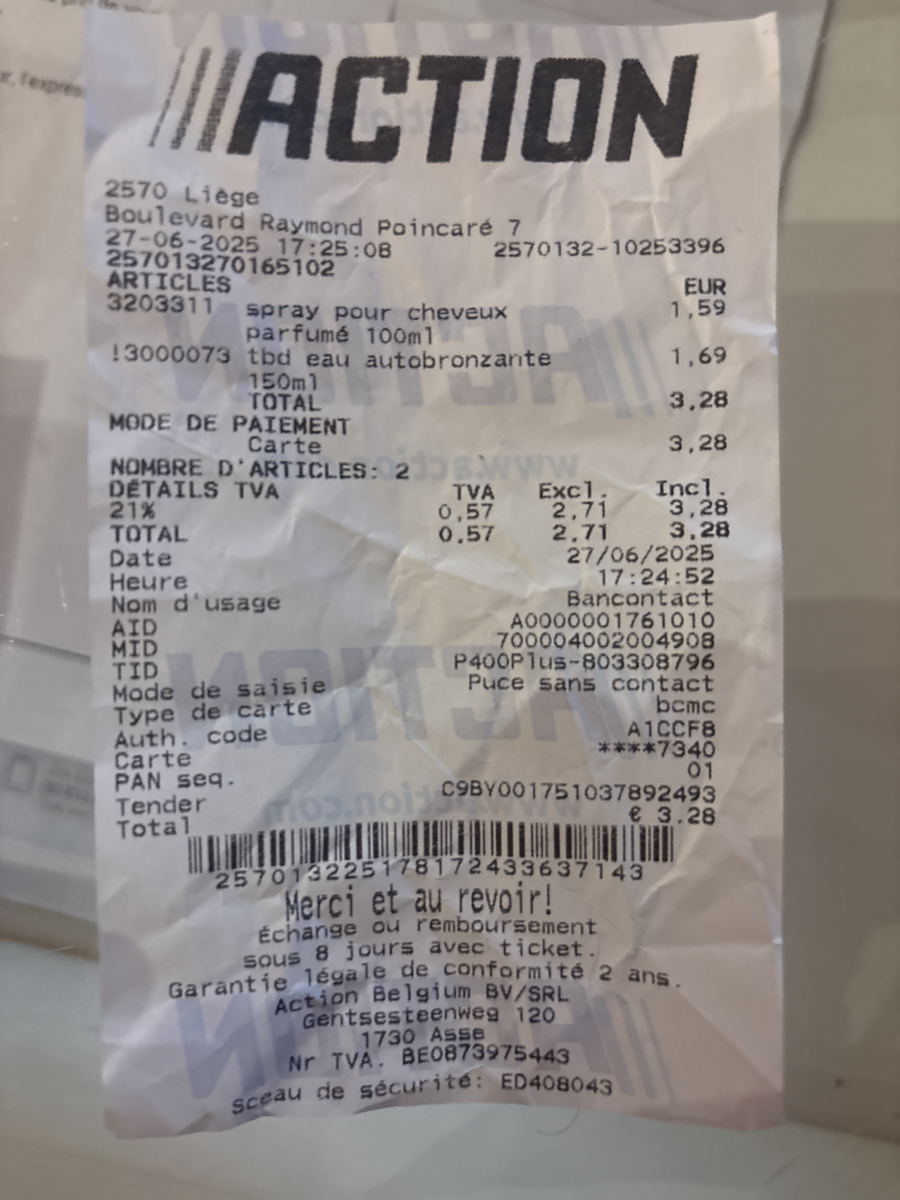 ACTION
2570 Liège
Boulevard Raymond Poincaré 7
27-06-2025 17:25:08 2570132-10253396
257013270165102
ARTICLES EUR
3203311 spray pour cheveux 1,59
parfumé 100ml
!3000073 tbd eau autobronzante 1,69
150ml
TOTAL 3,28
MODE DE PAIEMENT
Carte 3,28
NOMBRE D'ARTICLES: 2
DÉTAILS TVA TVA Excl. Incl.
21% 0,57 2,71 3,28
TOTAL 0,57 2,71 3,28
Date 27/06/2025
Heure 17:24:52
Nom d'usage Bancontact
AID A0000001761010
MID 700004002004908
TID P400Plus-803308796
Mode de saisie Puce sans contact
Type de carte bcmc
Auth. code A1CCF8
Carte ****7340
PAN seq. 01
Tender C9BY001751037892493
Total € 3.28
257013225178172433637143
Merci et au revoir!
Échange ou remboursement
sous 8 jours avec ticket.
Garantie légale de conformité 2 ans.
Action Belgium BV/SRL
Gentsesteenweg 120
1730 Asse
Nr TVA. BE0873975443
Sceau de sécurité: ED408043